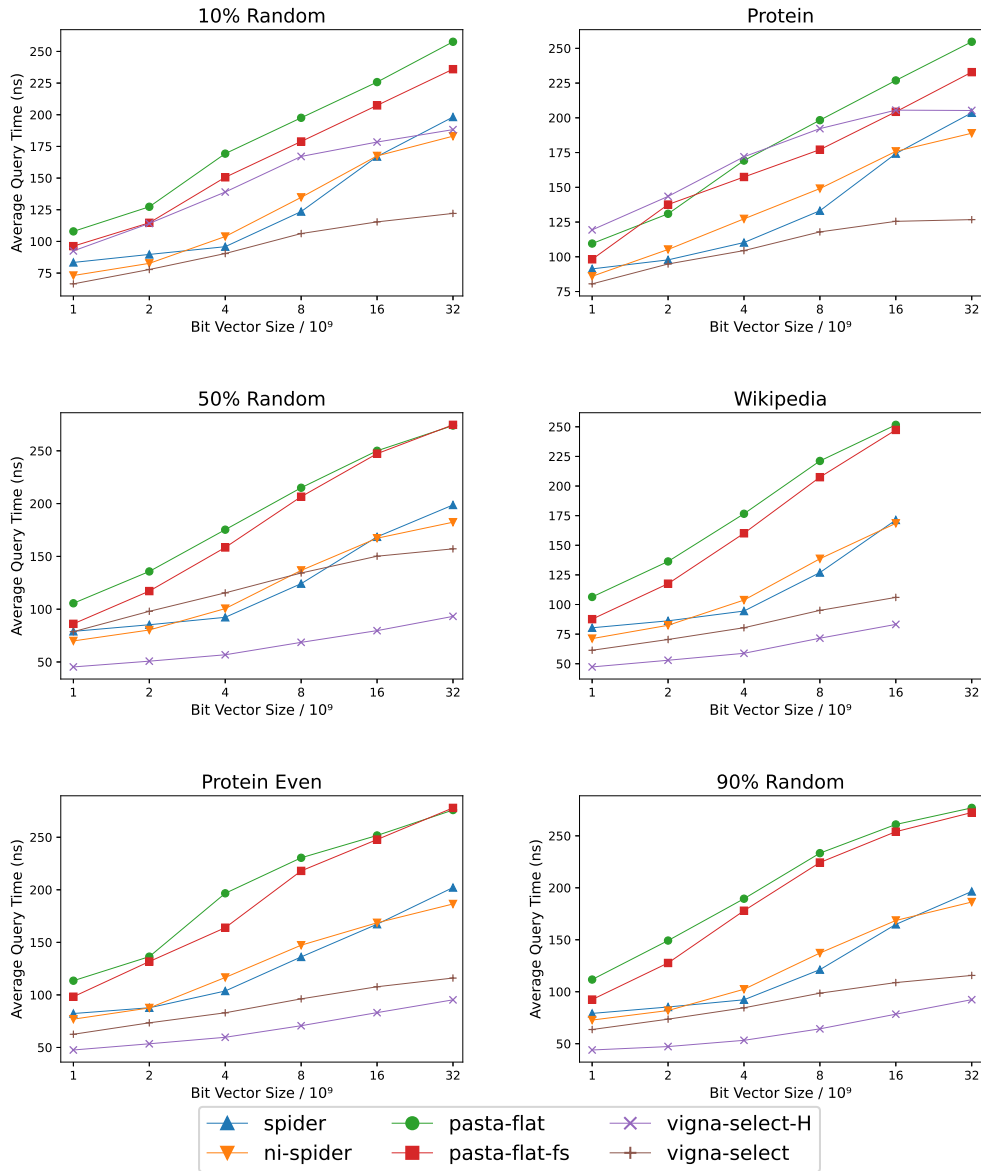 10% Random
Average Query Time (ns)
250
225
200
175
150
125
100
75
1 2 4 8 16 32
Bit Vector Size / 10⁹
Protein
250
225
200
175
150
125
100
75
1 2 4 8 16 32
Bit Vector Size / 10⁹
50% Random
Average Query Time (ns)
250
200
150
100
50
1 2 4 8 16 32
Bit Vector Size / 10⁹
Wikipedia
250
225
200
175
150
125
100
75
50
1 2 4 8 16 32
Bit Vector Size / 10⁹
Protein Even
Average Query Time (ns)
250
200
150
100
50
1 2 4 8 16 32
Bit Vector Size / 10⁹
90% Random
Average Query Time (ns)
250
200
150
100
50
1 2 4 8 16 32
Bit Vector Size / 10⁹
spider pasta-flat vigna-select-H
ni-spider pasta-flat-fs vigna-select